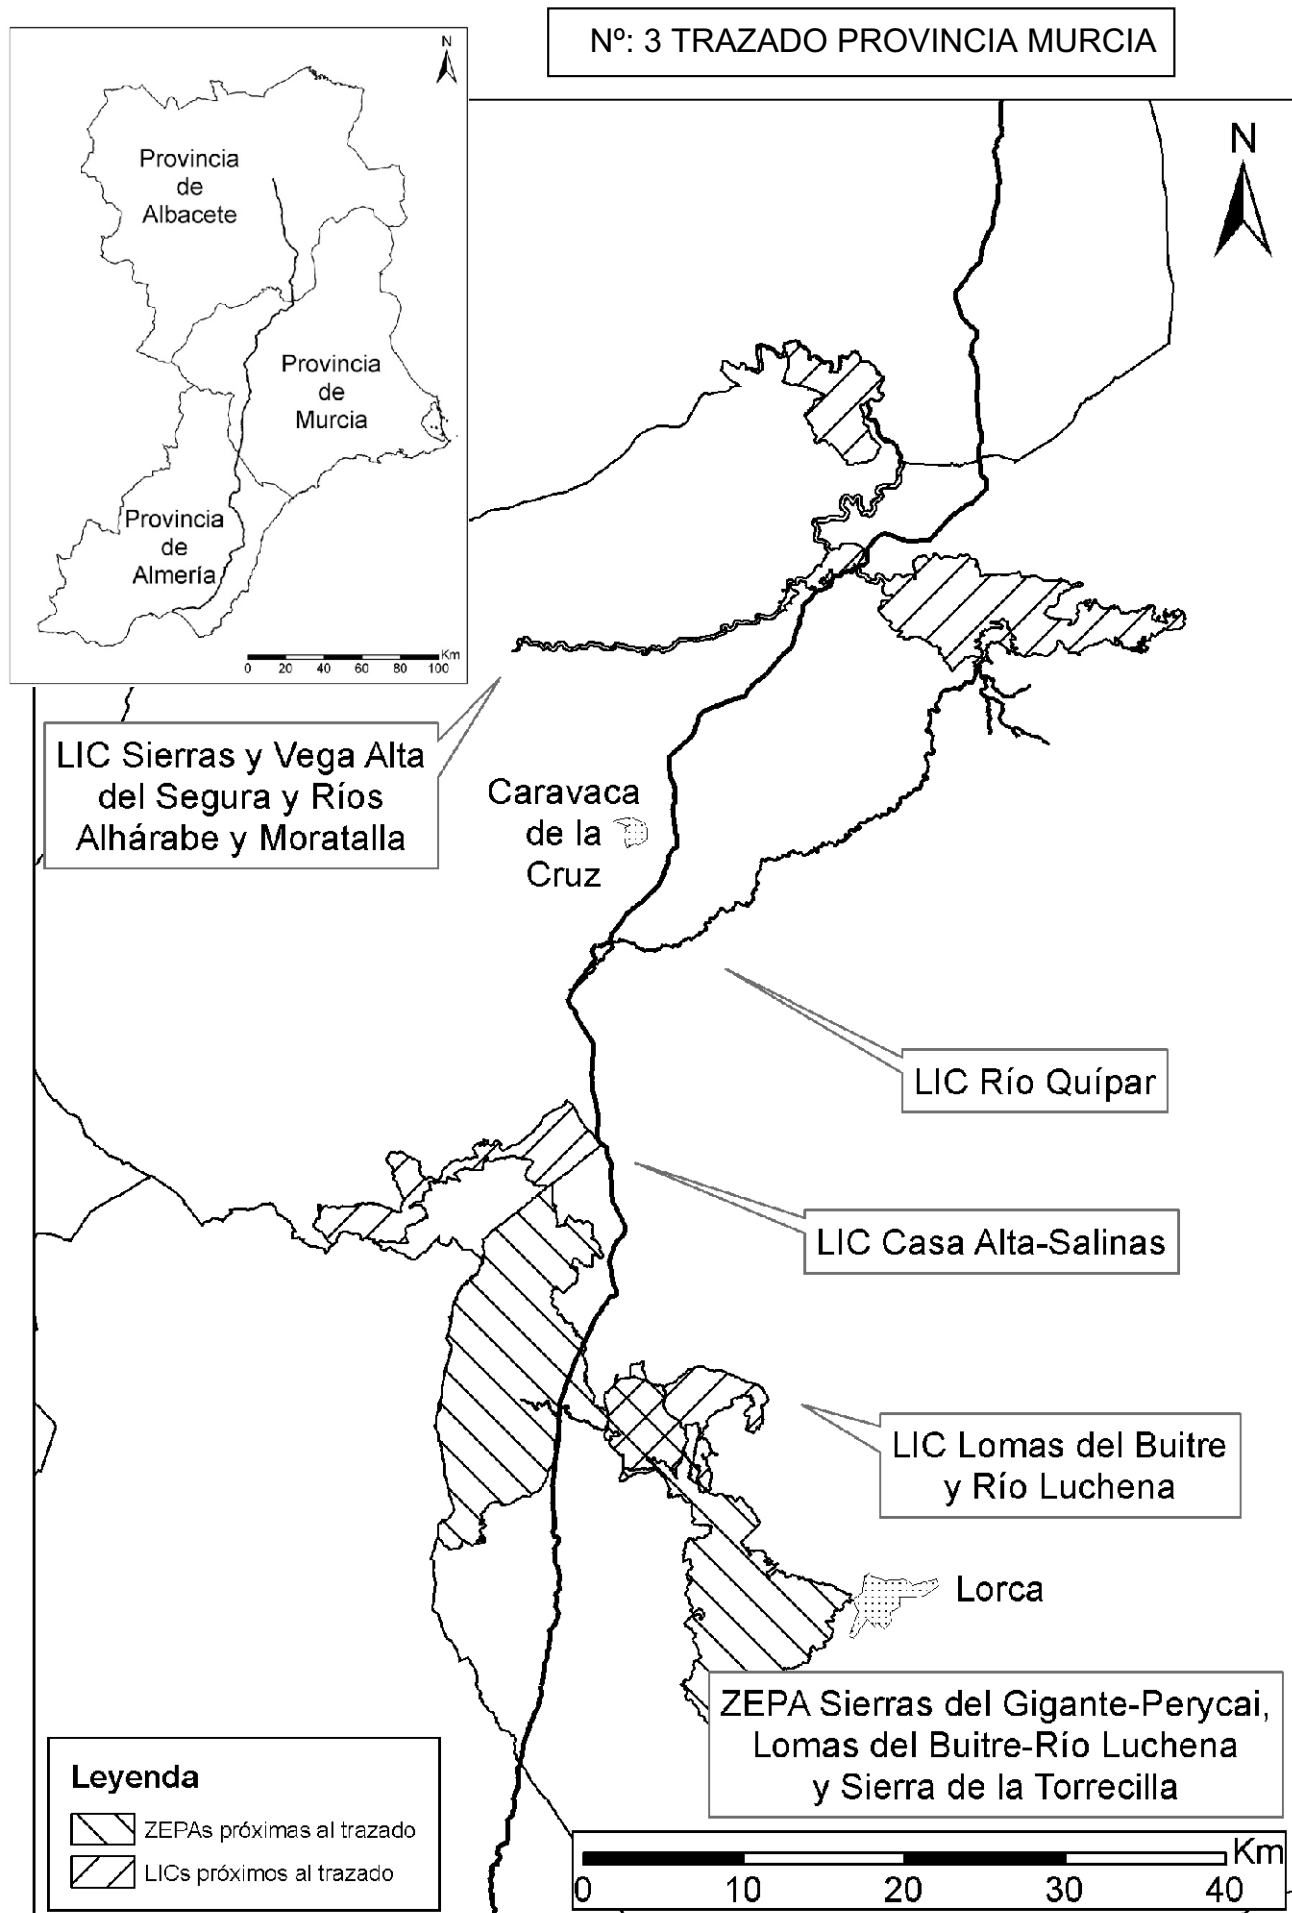 Nº: 3 TRAZADO PROVINCIA MURCIA
N
Provincia
de
Albacete
Provincia
de
Murcia
Provincia
de
Almería
Km
0 20 40 60 80 100
N
LIC Sierras y Vega Alta
del Segura y Ríos
Alhárabe y Moratalla
Caravaca
de la
Cruz
LIC Río Quípar
LIC Casa Alta-Salinas
LIC Lomas del Buitre
y Río Luchena
Lorca
ZEPA Sierras del Gigante-Perycai,
Lomas del Buitre-Río Luchena
y Sierra de la Torrecilla
Leyenda
ZEPAs próximas al trazado
LICs próximos al trazado
Km
0 10 20 30 40